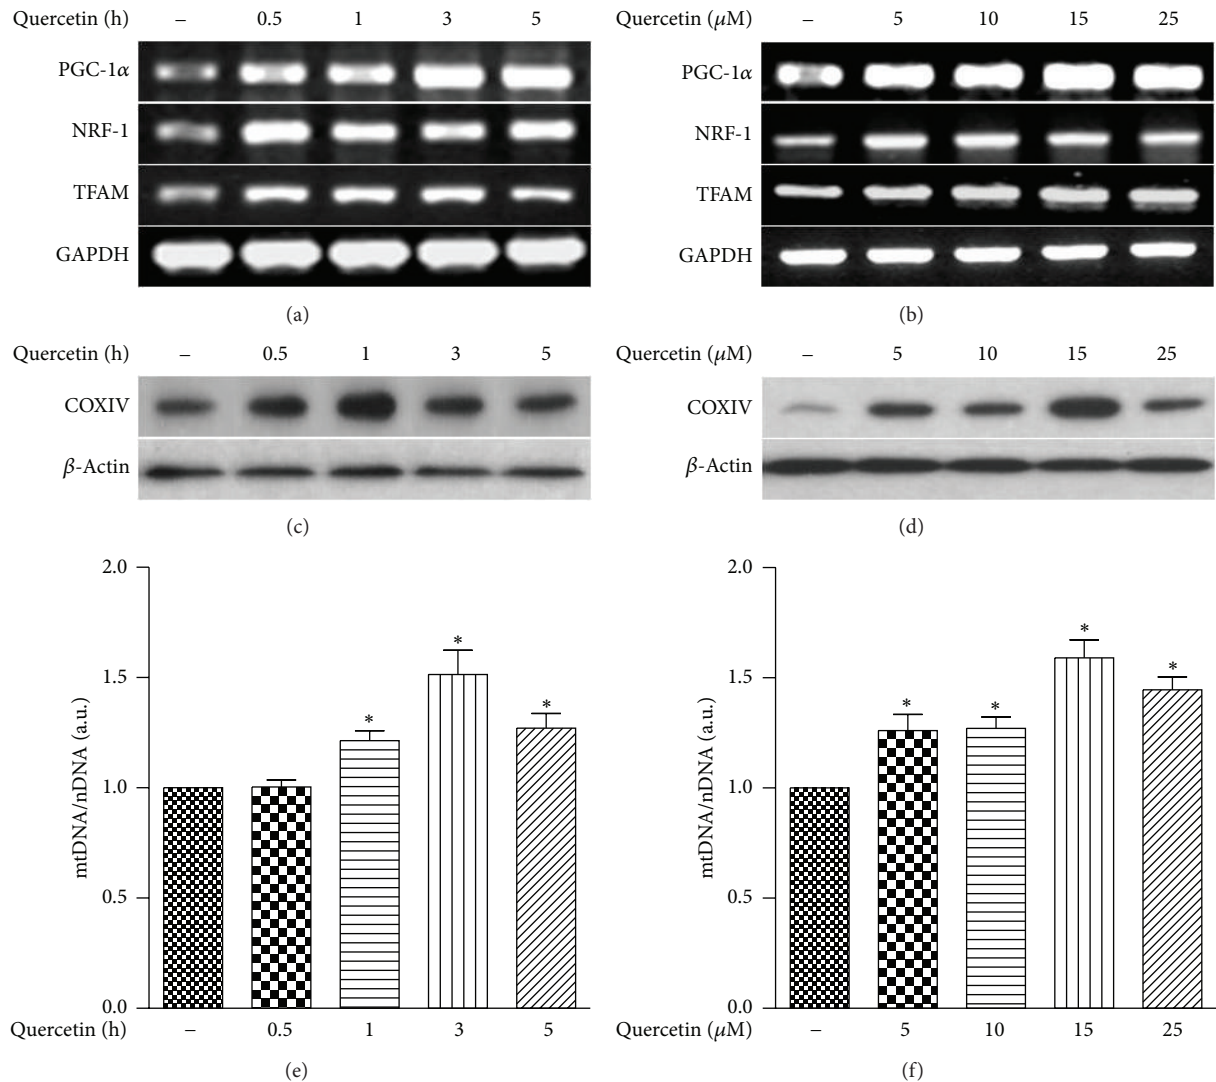 Quercetin (h) – 0.5 1 3 5
PGC-1α
NRF-1
TFAM
GAPDH
(a)
Quercetin (μM) – 5 10 15 25
PGC-1α
NRF-1
TFAM
GAPDH
(b)
Quercetin (h) – 0.5 1 3 5
COXIV
β-Actin
(c)
Quercetin (μM) – 5 10 15 25
COXIV
β-Actin
(d)
2.0
1.5
1.0
0.5
0.0
mtDNA/nDNA (a.u.)
* * *
Quercetin (h) – 0.5 1 3 5
(e)
2.0
1.5
1.0
0.5
0.0
mtDNA/nDNA (a.u.)
* * * *
Quercetin (μM) – 5 10 15 25
(f)